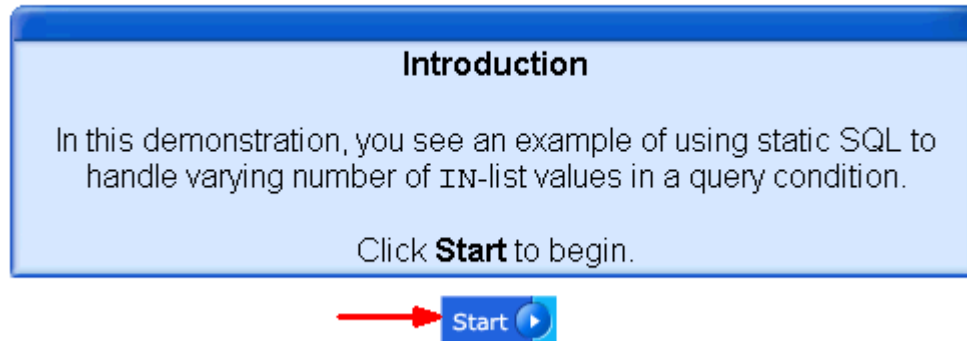 Introduction
In this demonstration, you see an example of using static SQL to
handle varying number of IN-list values in a query condition.
Click Start to begin.
Start